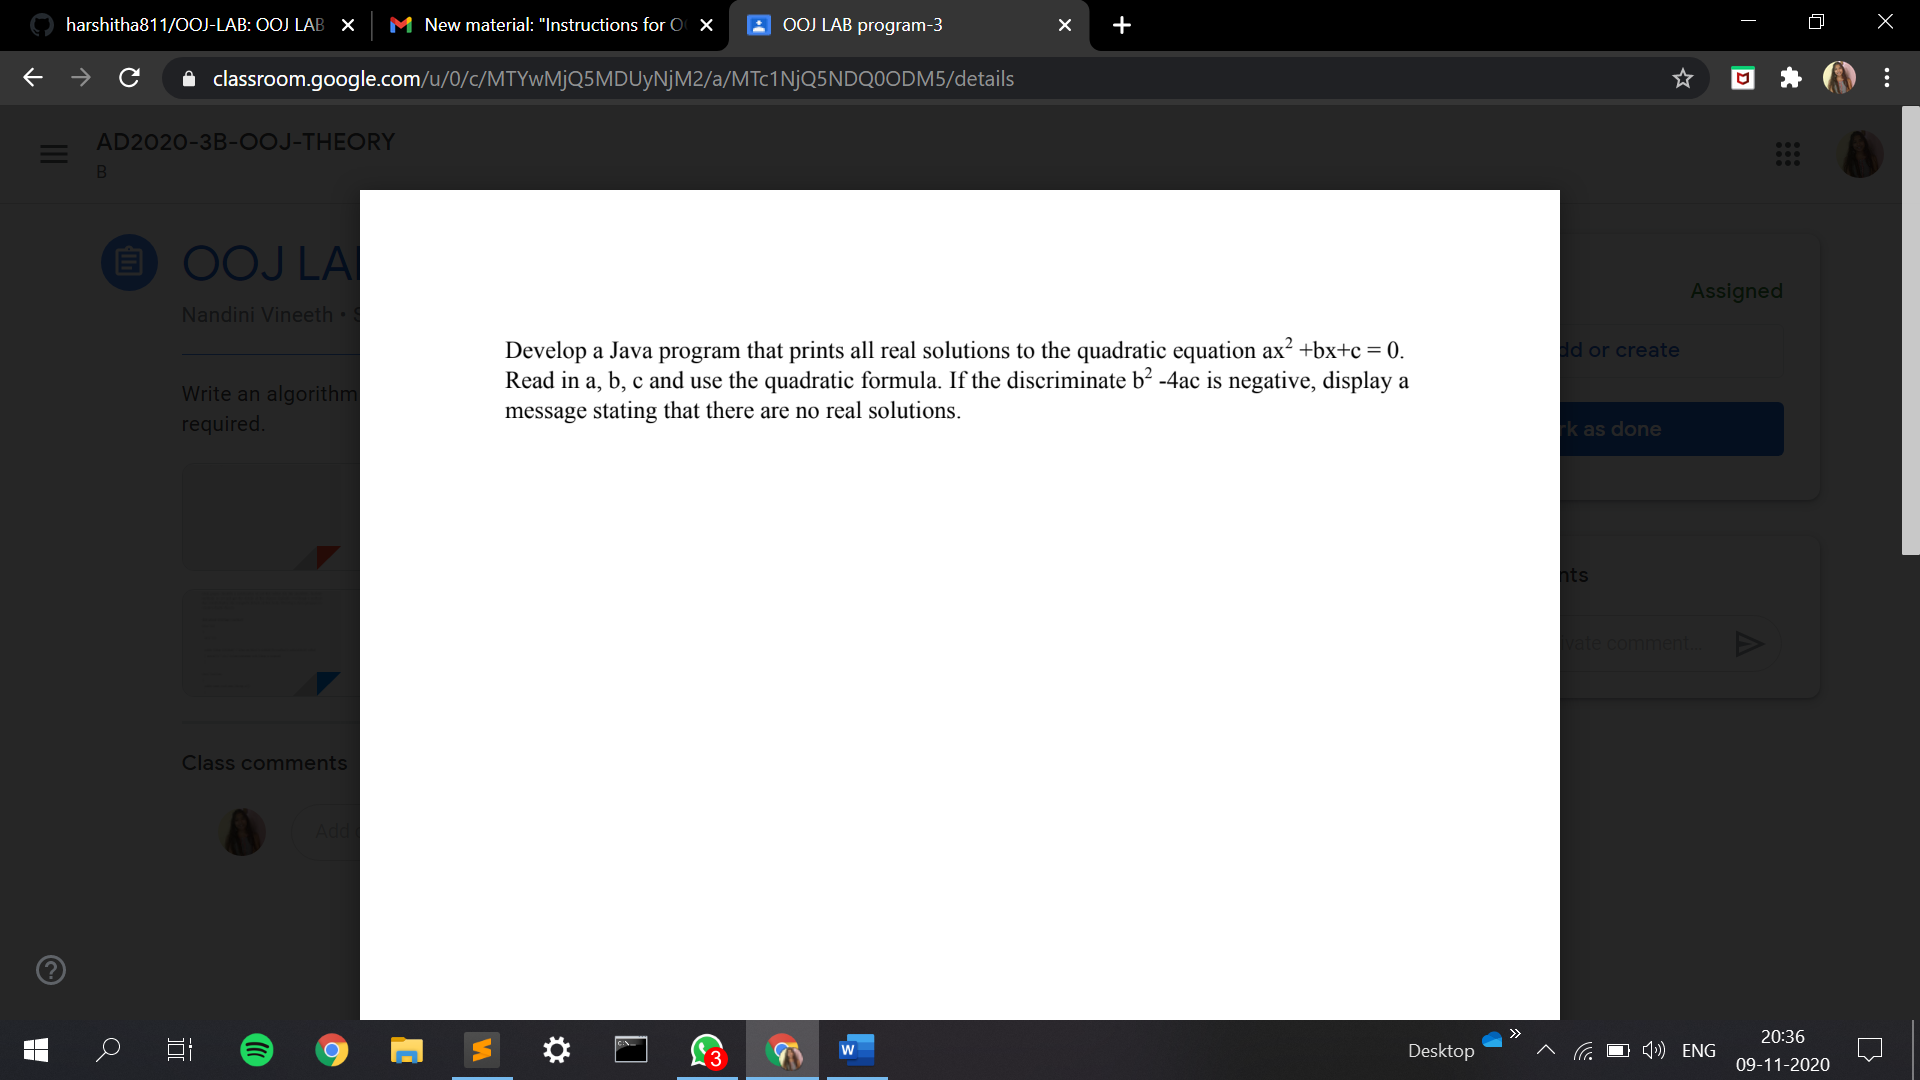 harshitha811/OOJ-LAB: OOJ LAB
New material: "Instructions for O
OOJ LAB program-3
classroom.google.com/u/0/c/MTYwMjQ5MDUyNjM2/a/MTc1NjQ5NDQ0ODM5/details
AD2020-3B-OOJ-THEORY
B
OOJ LA
Nandini Vineeth •
Assigned
dd or create
Write an algorithm
required.
rk as done
Develop a Java program that prints all real solutions to the quadratic equation ax² +bx+c = 0.
Read in a, b, c and use the quadratic formula. If the discriminate b² -4ac is negative, display a
message stating that there are no real solutions.
nts
vate comment...
Class comments
Add
3
Desktop
ENG
20:36
09-11-2020